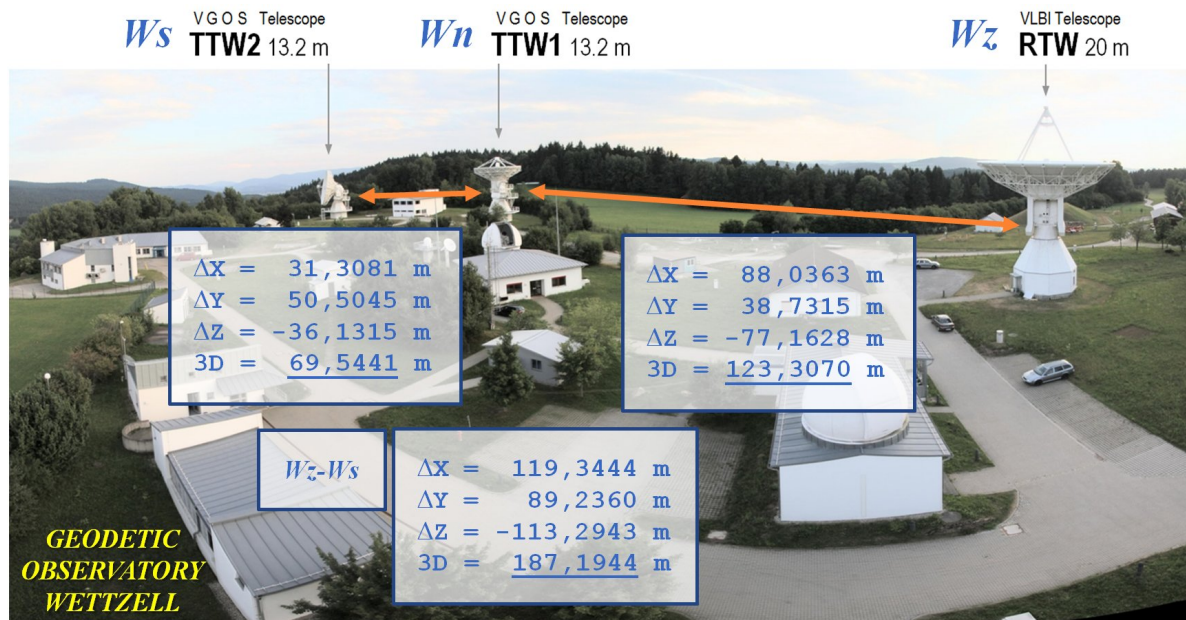 Ws
VGOS Telescope
TTW2 13.2 m
Wn
VGOS Telescope
TTW1 13.2 m
Wz
VLBI Telescope
RTW 20 m
ΔX = 31,3081 m
ΔY = 50,5045 m
ΔZ = -36,1315 m
3D = 69,5441 m
ΔX = 88,0363 m
ΔY = 38,7315 m
ΔZ = -77,1628 m
3D = 123,3070 m
Wz-Ws
ΔX = 119,3444 m
ΔY = 89,2360 m
ΔZ = -113,2943 m
3D = 187,1944 m
GEODETIC
OBSERVATORY
WETTZELL